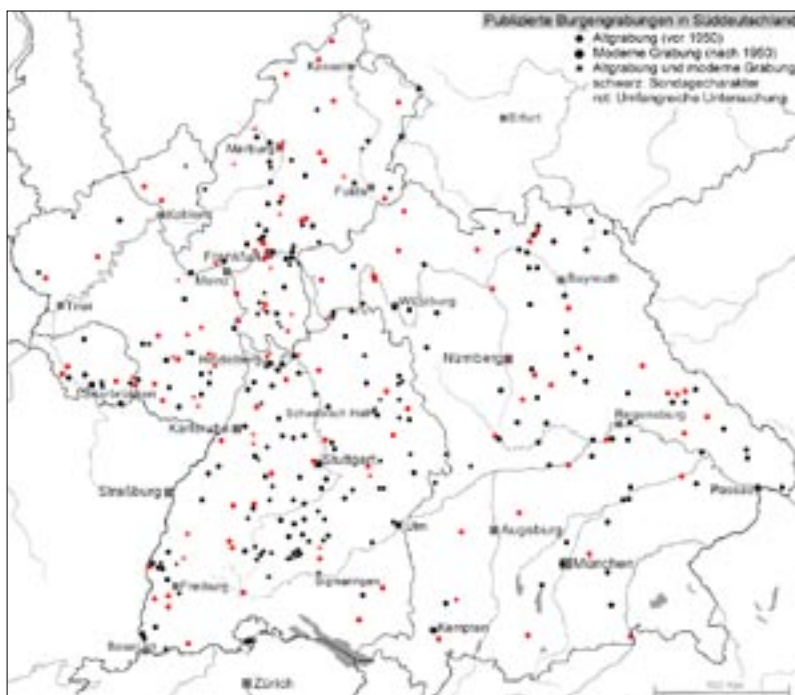 Publizierte Burgengrabungen in Süddeutschland
Altgrabung (vor 1950)
Moderne Grabung (nach 1950)
Altgrabung und moderne Grabung
schwarz: Sondagecharakter
rot: Umfangreiche Untersuchung
Kassel
Erfurt
Marburg
Fulda
Koblenz
Frankfurt
Mainz
Bayreuth
Trier
Würzburg
Nürnberg
Heidelberg
Saarbrücken
Schwäbisch Hall
Regensburg
Karlsruhe
Stuttgart
Straßburg
Passau
Ulm
Augsburg
München
Freiburg
Sigmaringen
Kempten
Zürich